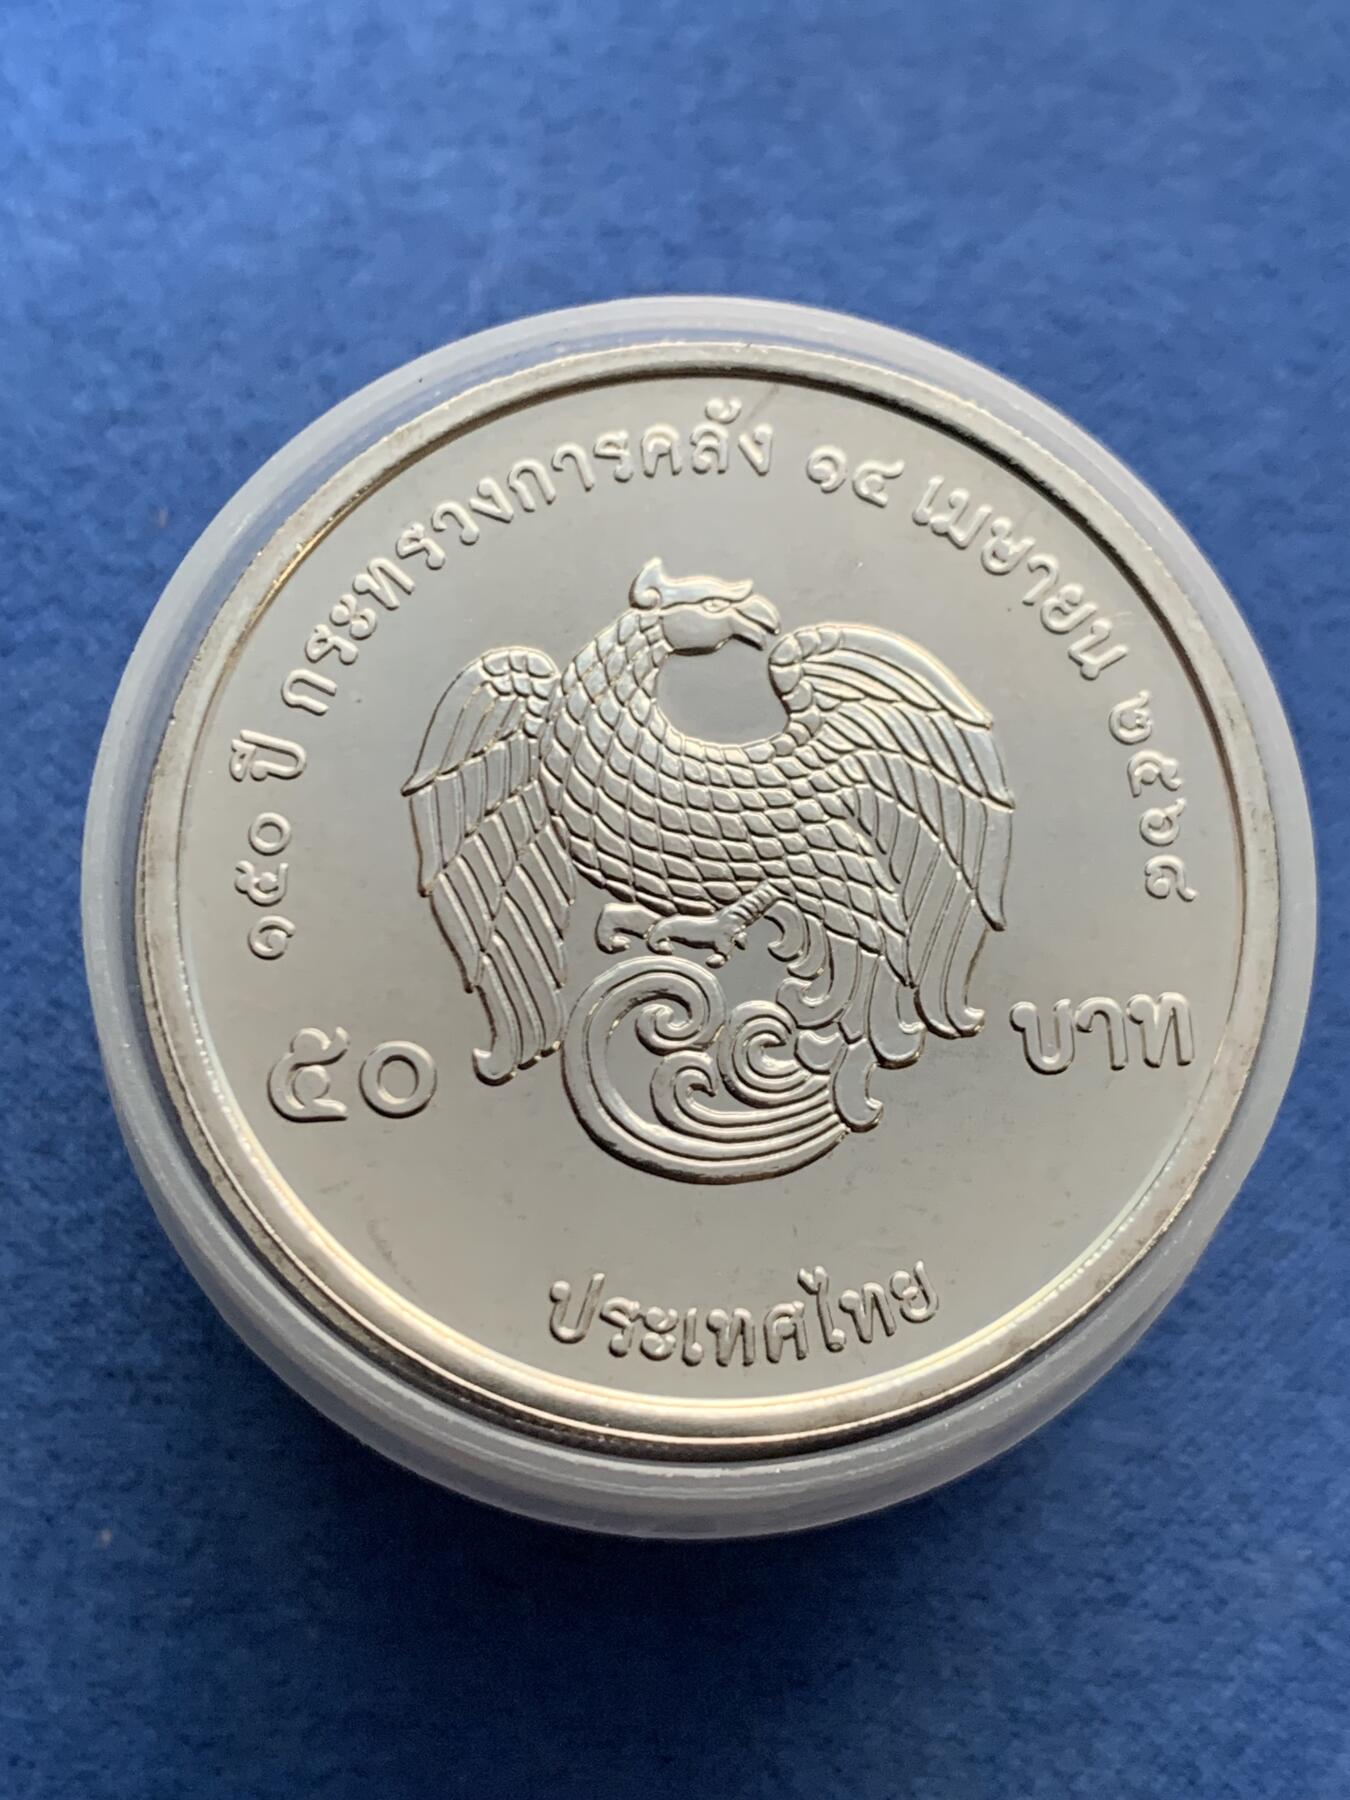 ๑๕๐ ปี กระทรวงการคลัง ๑๔ เมษายน ๒๕๖๘
๕๐ บาท
ประเทศไทย